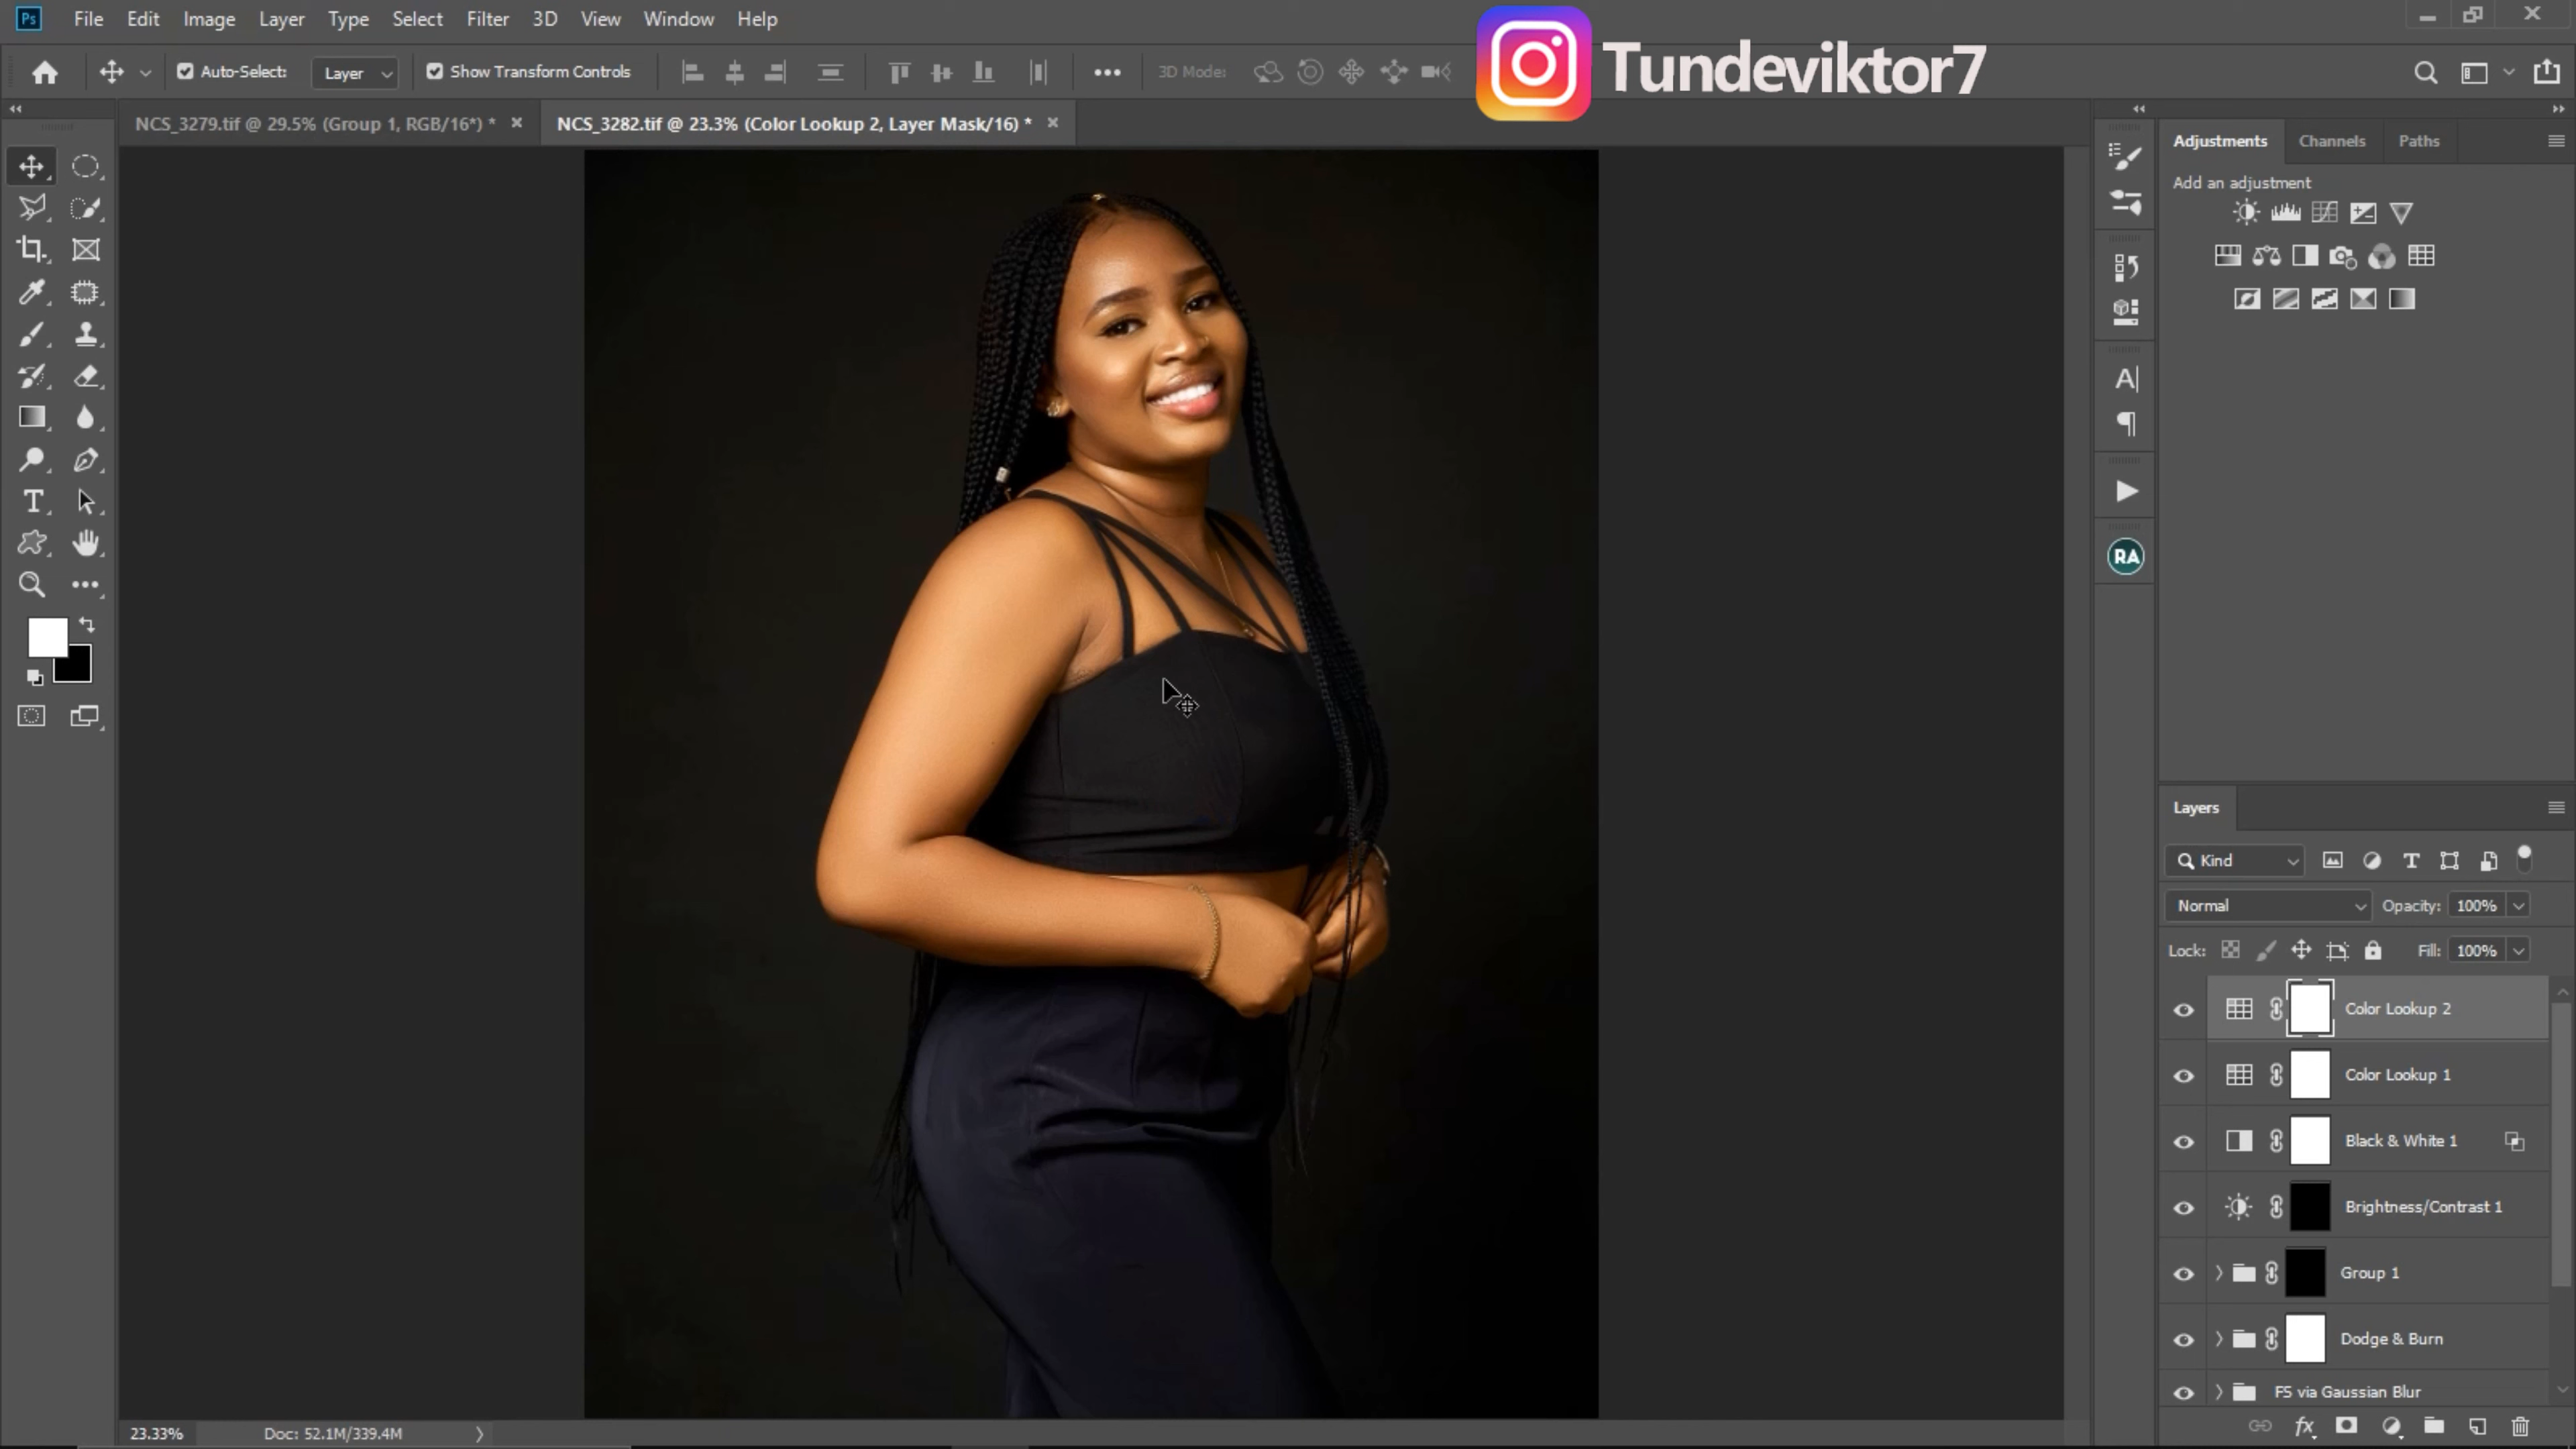 Ps File Edit Image Layer Type Select Filter 3D View Window Help
Tundeviktor7
Auto-Select: Layer Show Transform Controls 3D Mode:
NCS_3279.tif @ 29.5% (Group 1, RGB/16*) * NCS_3282.tif @ 23.3% (Color Lookup 2, Layer Mask/16) *
Adjustments Channels Paths
Add an adjustment
RA
Layers
Kind
Normal Opacity: 100%
Lock: Fill: 100%
Color Lookup 2
Color Lookup 1
Black & White 1
Brightness/Contrast 1
Group 1
Dodge & Burn
FS via Gaussian Blur
23.33% Doc: 52.1M/339.4M